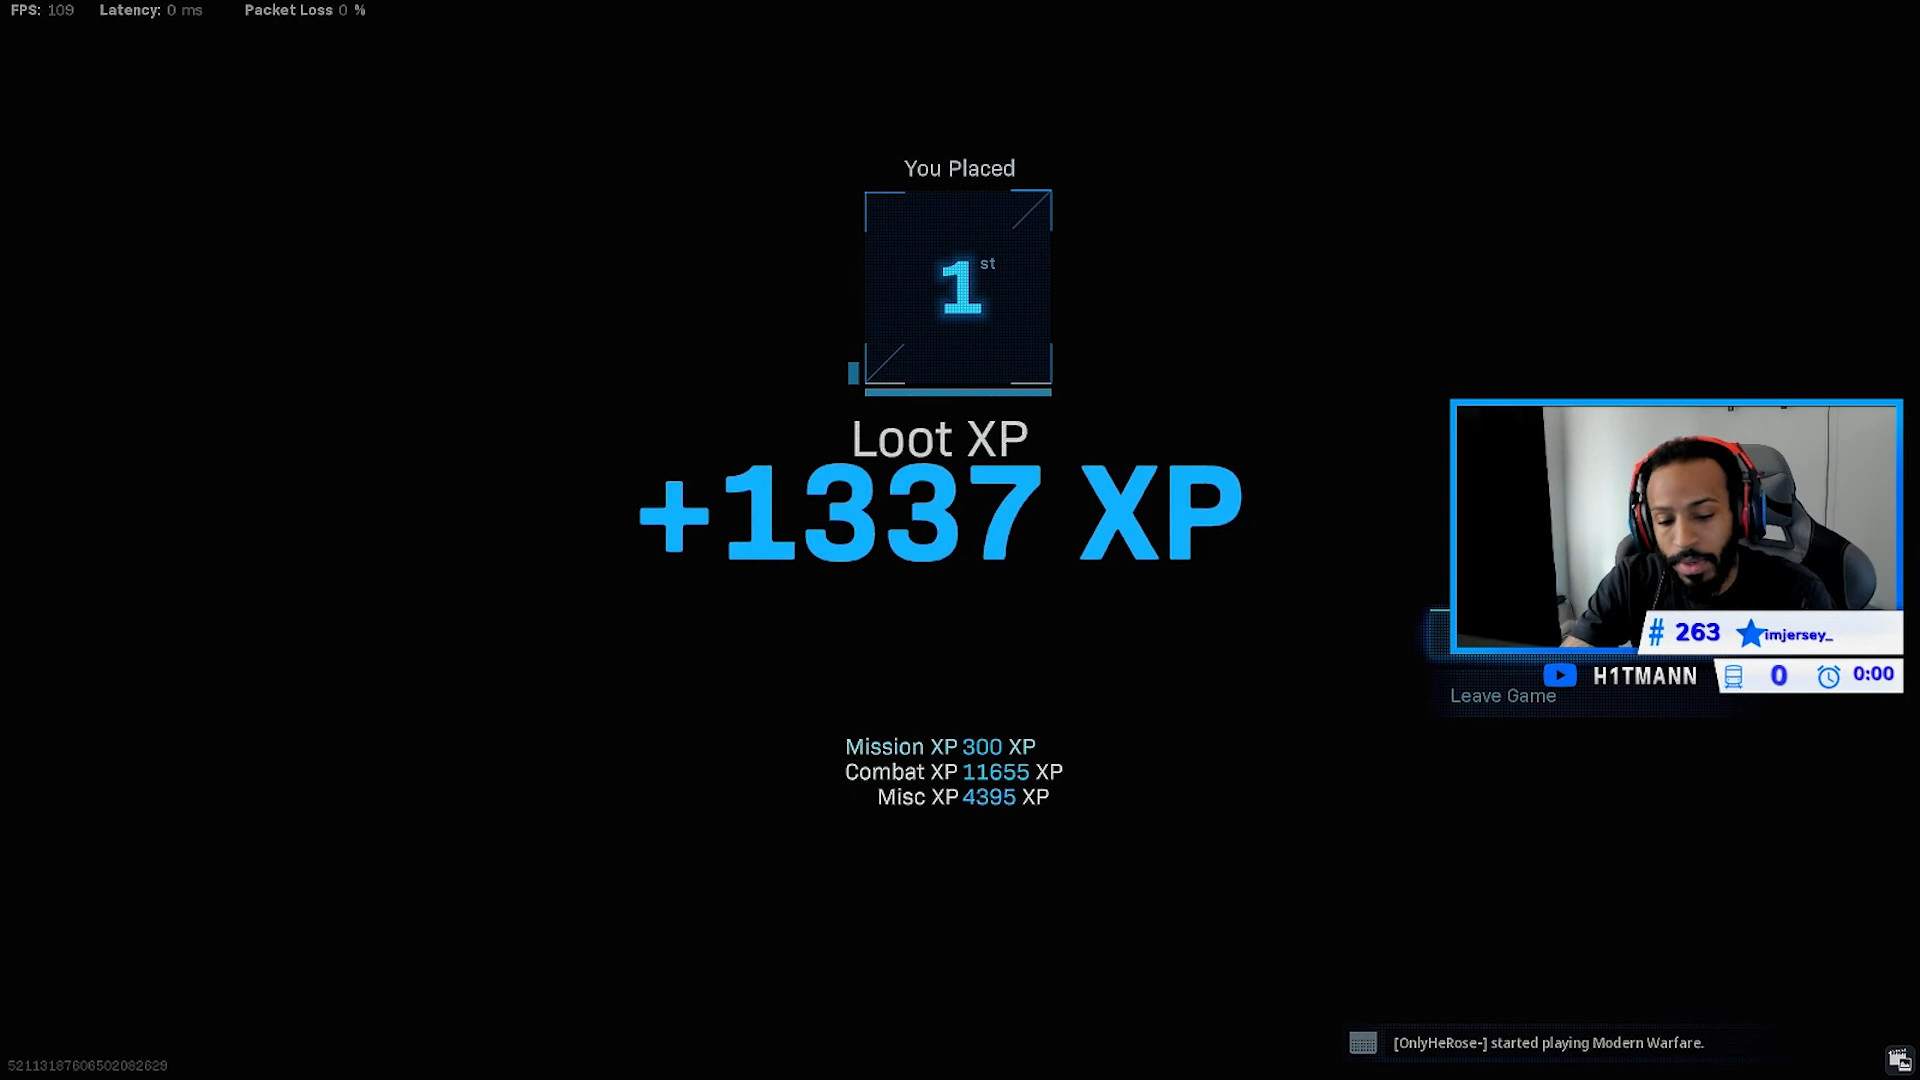 FPS: 109 Latency: 0 ms Packet Loss 0 %
You Placed
1st
Loot XP
+1337 XP
# 263 imjersey_
H1TMANN 0 0:00
Leave Game
Mission XP 300 XP
Combat XP 11655 XP
Misc XP 4395 XP
[OnlyHeRose-] started playing Modern Warfare.
52113187606502082629